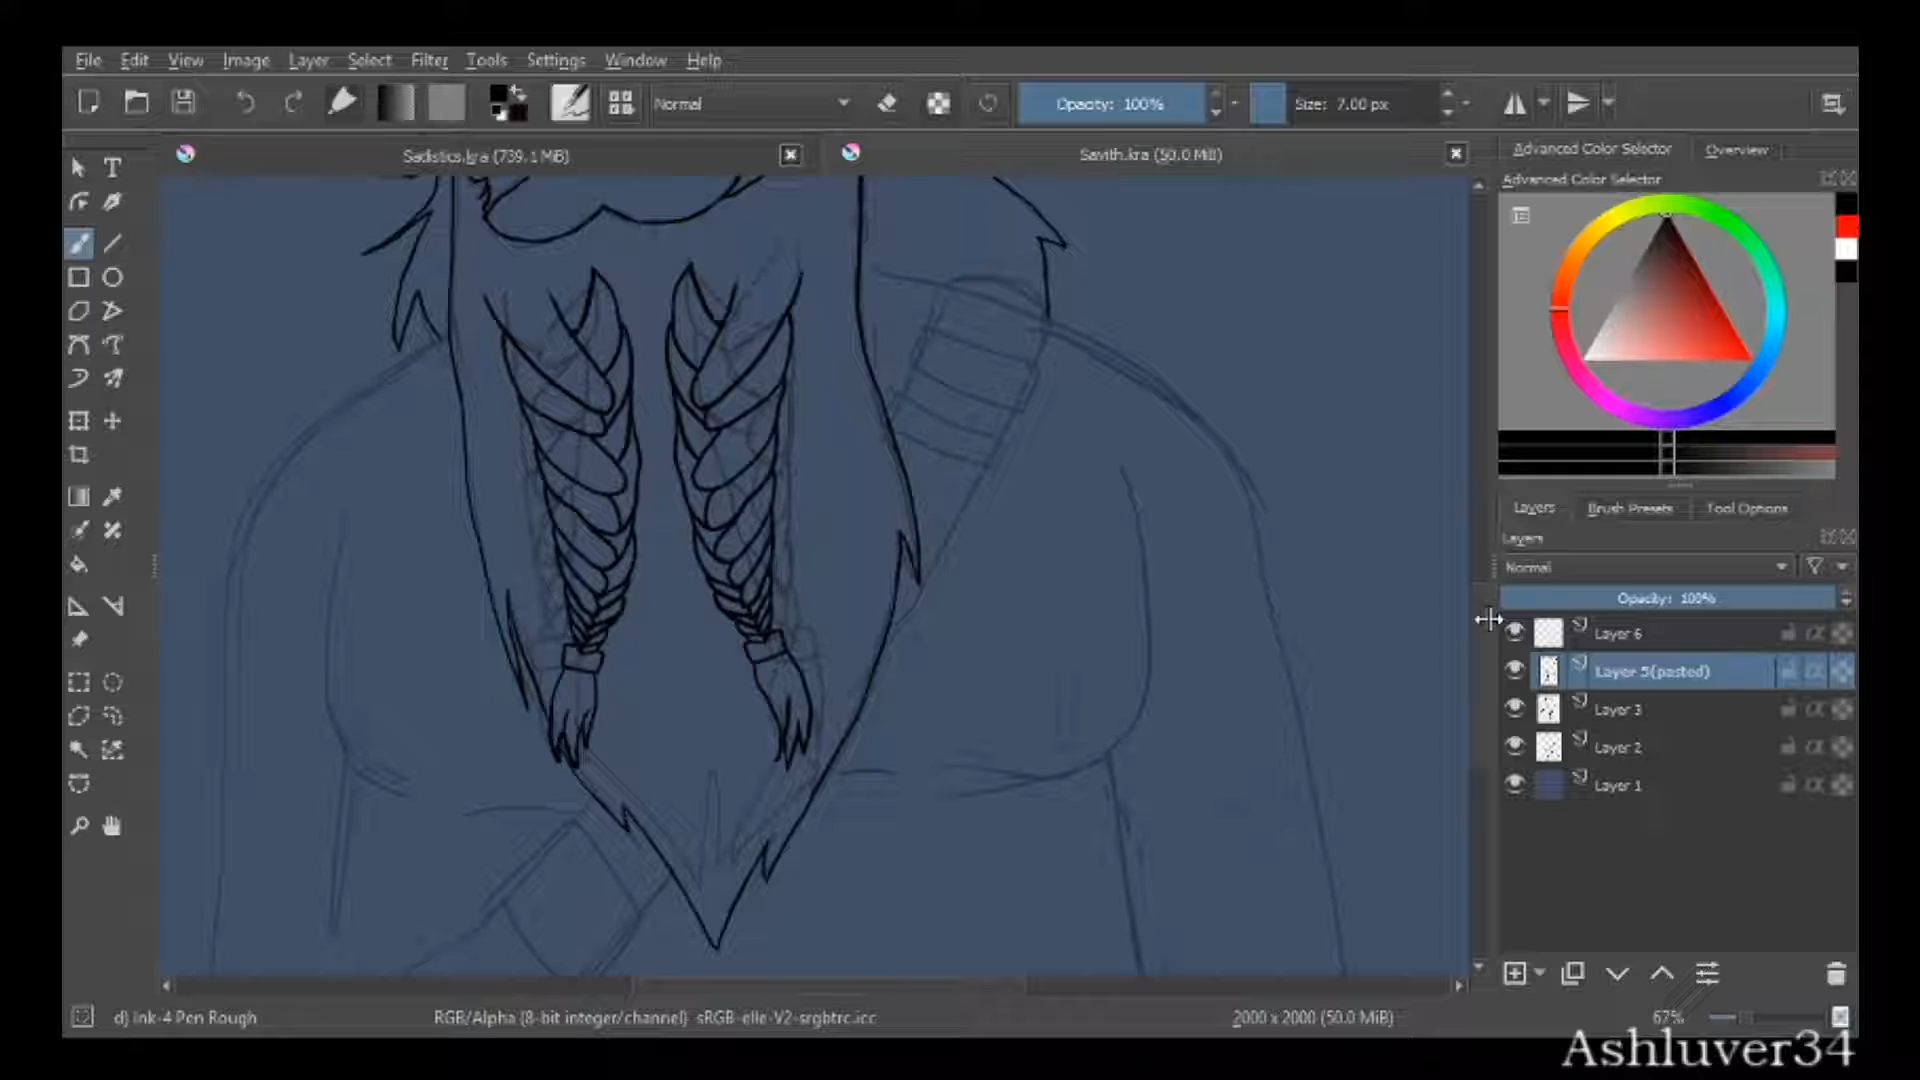 File Edit View Image Layer Select Filter Tools Settings Window Help
Normal Opacity: 100% Size: 7.00 px
Sadistics.kra (739.1 MiB) Savith.kra (50.0 MiB)
Advanced Color Selector Overview
Advanced Color Selector
Layers Brush Presets Tool Options
Layers
Normal
Opacity: 100%
Layer 6
Layer 5(pasted)
Layer 3
Layer 2
Layer 1
d) Ink-4 Pen Rough RGB/Alpha (8-bit integer/channel) sRGB-elle-V2-srgbtrc.icc 2000 x 2000 (50.0 MiB) 67%
Ashluver34